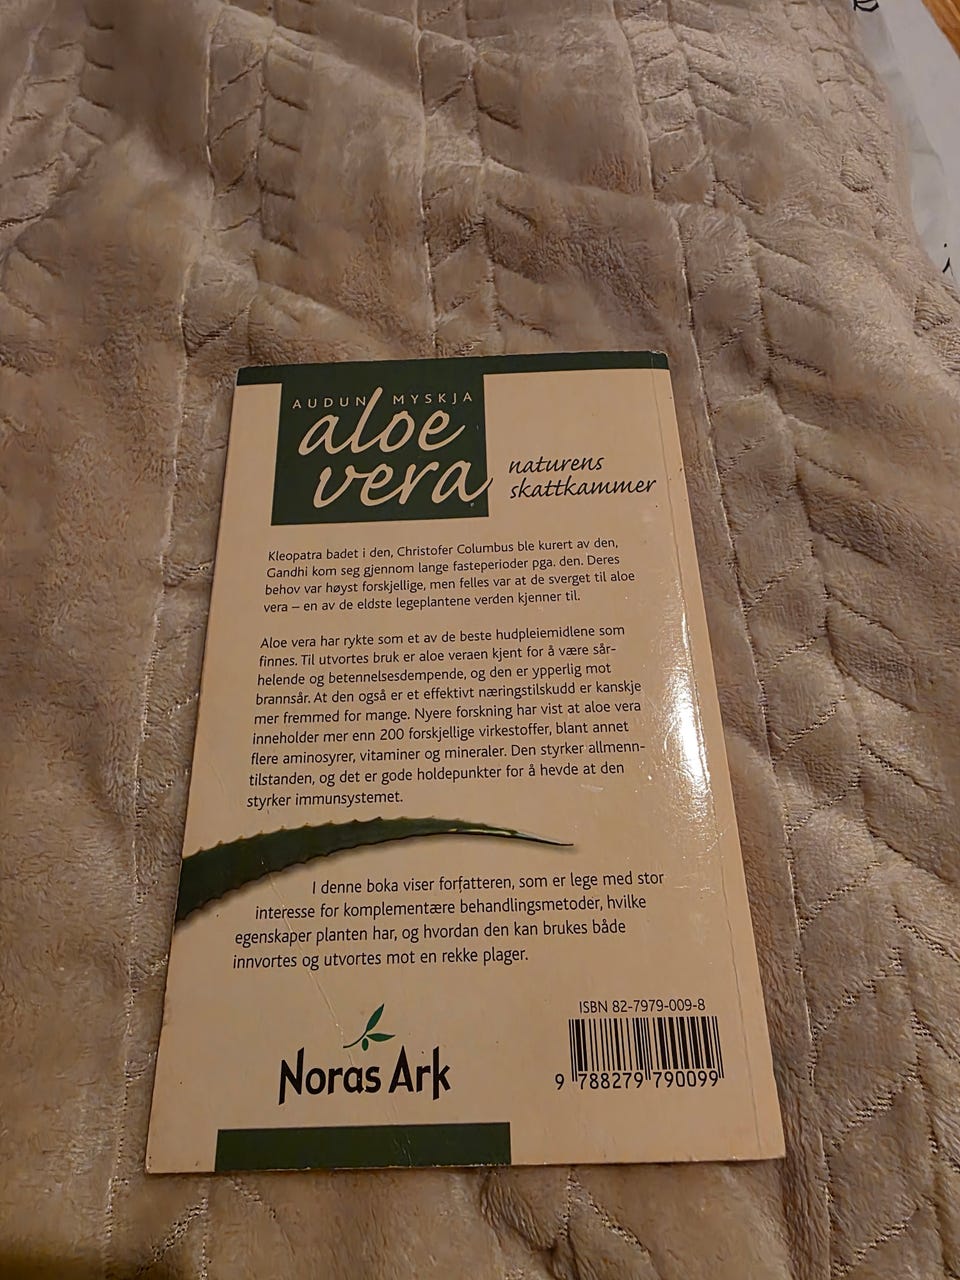 AUDUN MYSKJA
aloe
vera
naturens
skattkammer
Kleopatra badet i den, Christofer Columbus ble kurert av den,
Gandhi kom seg gjennom lange fasteperioder pga. den. Deres
behov var høyst forskjellige, men felles var at de sverget til aloe
vera – en av de eldste legeplantene verden kjenner til.
Aloe vera har rykte som et av de beste hudpleiemidlene som
finnes. Til utvortes bruk er aloe veraen kjent for å være sår-
helende og betennelsesdempende, og den er ypperlig mot
brannsår. At den også er et effektivt næringstilskudd er kanskje
mer fremmed for mange. Nyere forskning har vist at aloe vera
inneholder mer enn 200 forskjellige virkestoffer, blant annet
flere aminosyrer, vitaminer og mineraler. Den styrker allmenn-
tilstanden, og det er gode holdepunkter for å hevde at den
styrker immunsystemet.
I denne boka viser forfatteren, som er lege med stor
interesse for komplementære behandlingsmetoder, hvilke
egenskaper planten har, og hvordan den kan brukes både
innvortes og utvortes mot en rekke plager.
Noras Ark
ISBN 82-7979-009-8
9 788279 790099